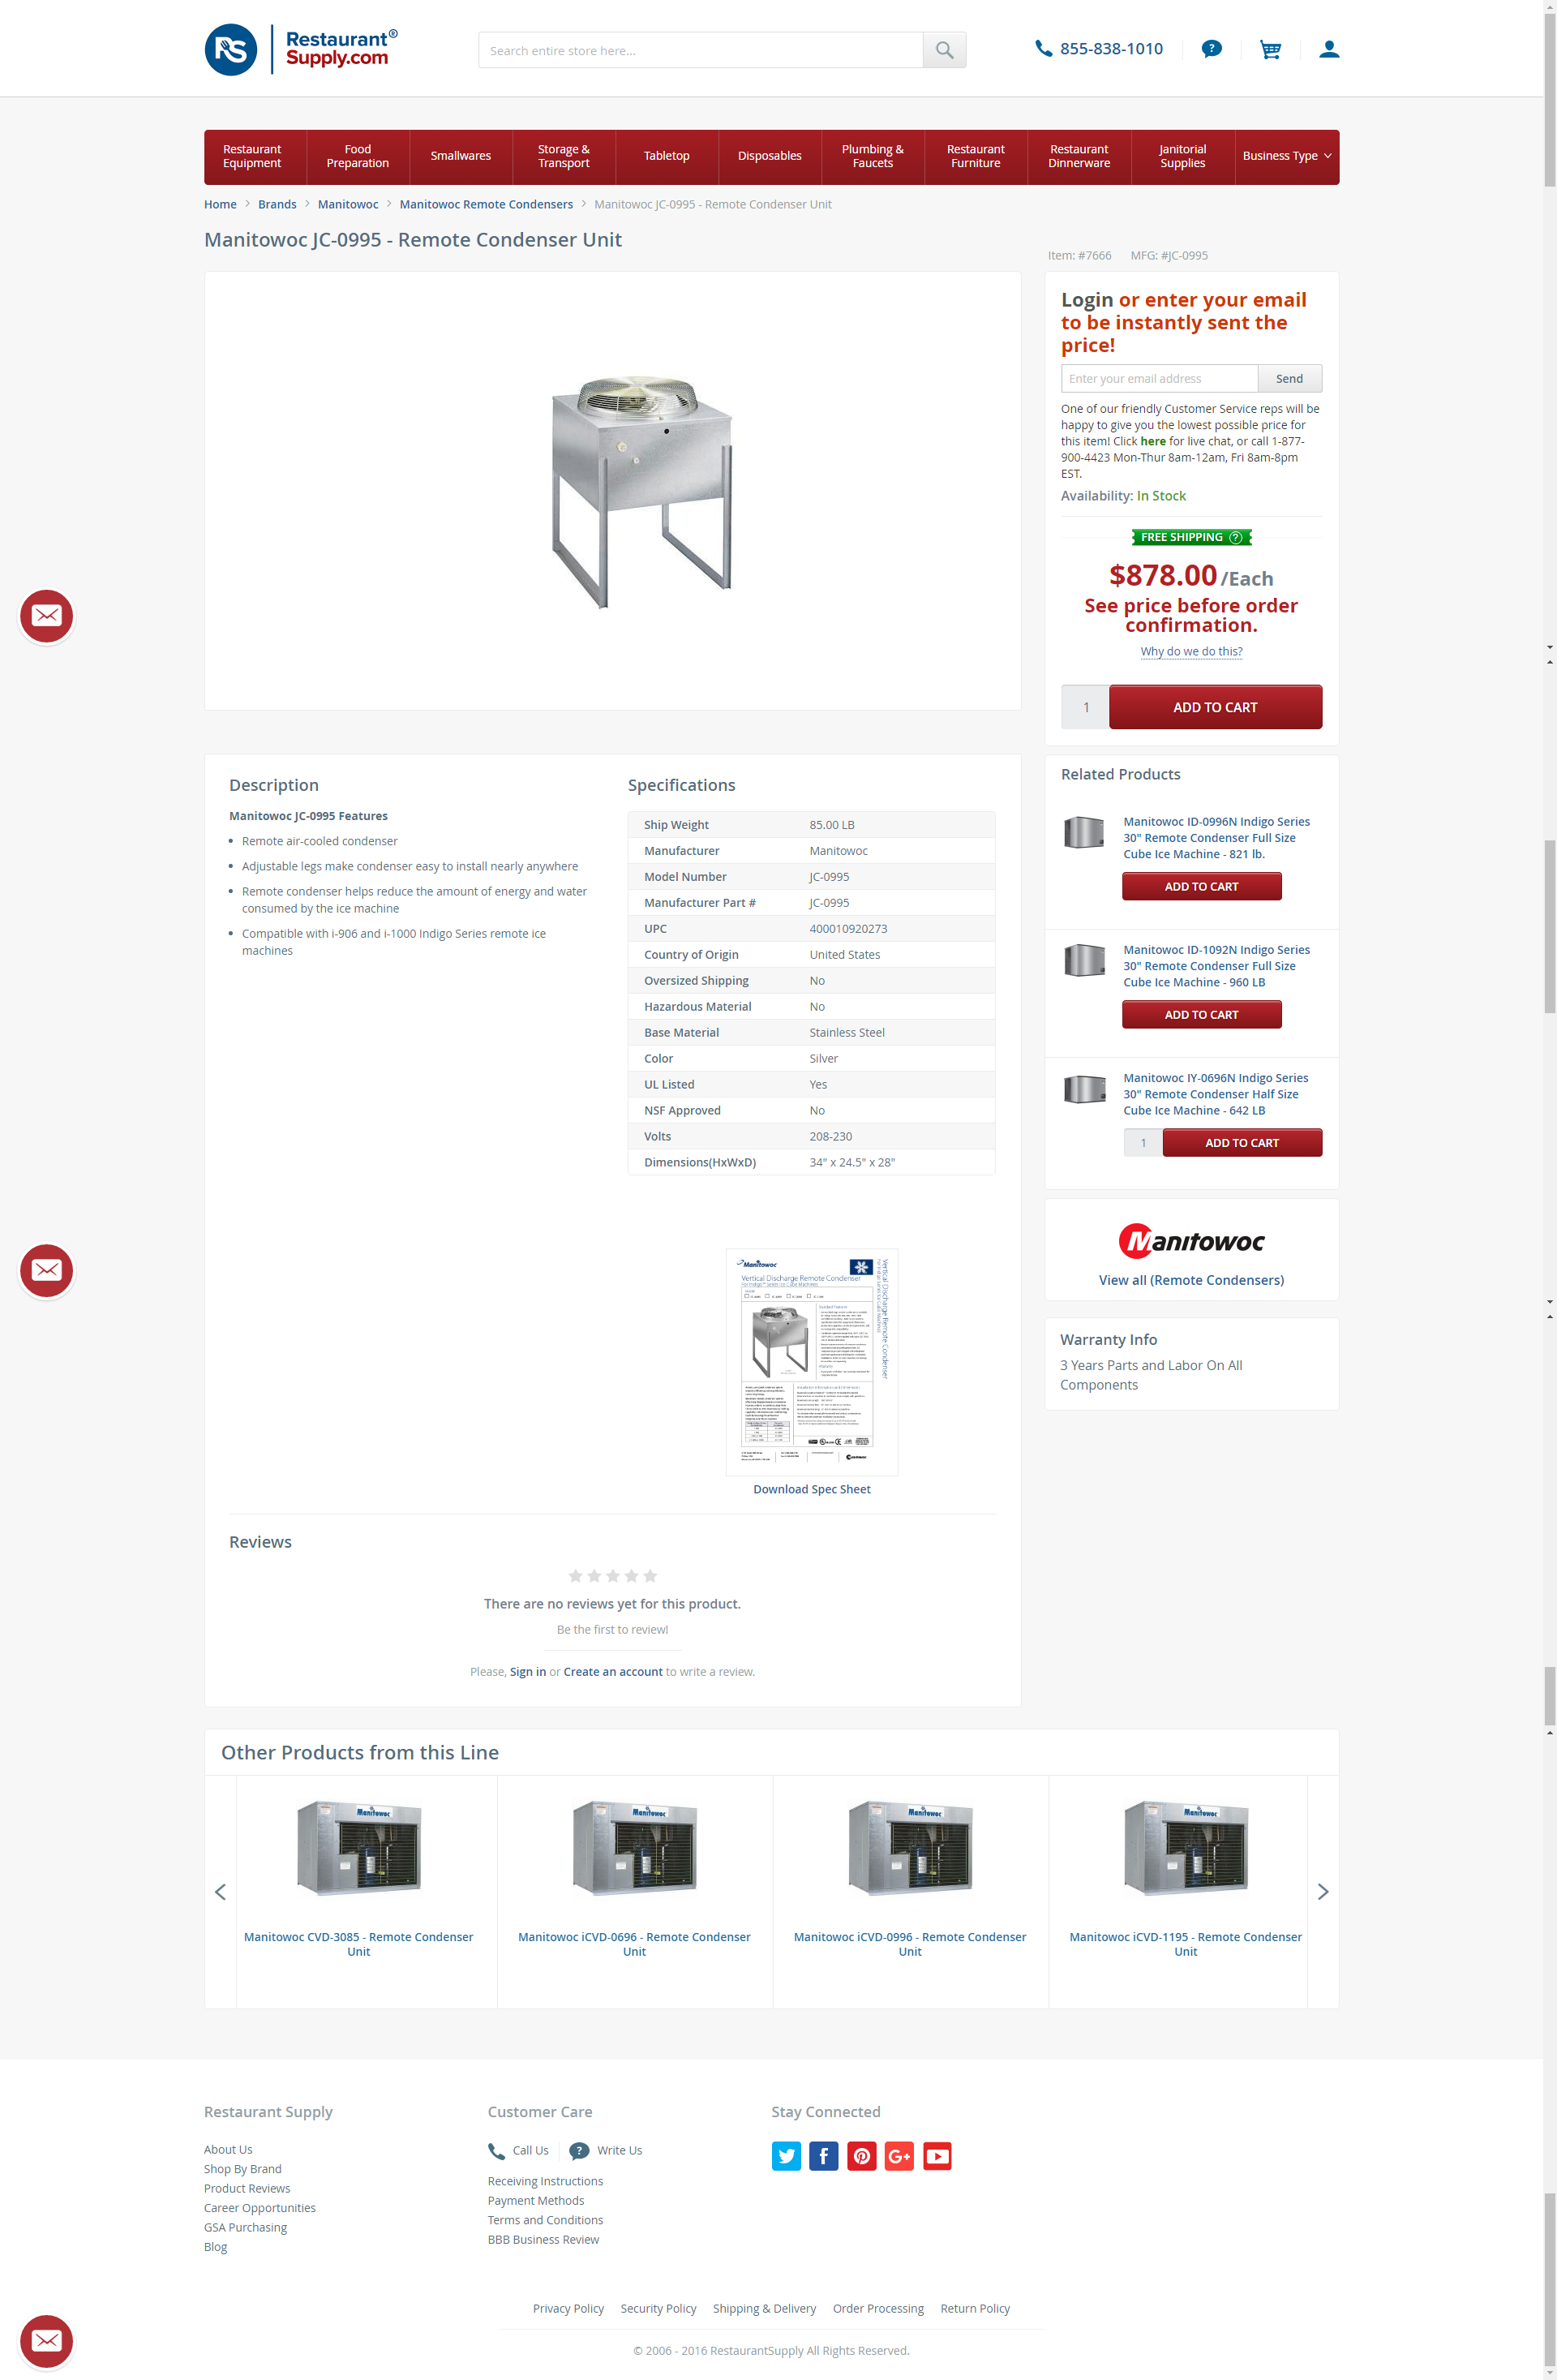 RS
Restaurant®
Supply.com
Search entire store here...
855-838-1010
Restaurant
Equipment
Food
Preparation
Smallwares
Storage &
Transport
Tabletop
Disposables
Plumbing &
Faucets
Restaurant
Furniture
Restaurant
Dinnerware
Janitorial
Supplies
Business Type
Home > Brands > Manitowoc > Manitowoc Remote Condensers > Manitowoc JC-0995 - Remote Condenser Unit
Manitowoc JC-0995 - Remote Condenser Unit
Item: #7666 MFG: #JC-0995
Login or enter your email
to be instantly sent the
price!
Enter your email address
Send
One of our friendly Customer Service reps will be
happy to give you the lowest possible price for
this item! Click here for live chat, or call 1-877-
900-4423 Mon-Thur 8am-12am, Fri 8am-8pm
EST.
Availability: In Stock
FREE SHIPPING ?
$878.00 /Each
See price before order
confirmation.
Why do we do this?
1
ADD TO CART
Description
Manitowoc JC-0995 Features
Remote air-cooled condenser
Adjustable legs make condenser easy to install nearly anywhere
Remote condenser helps reduce the amount of energy and water
consumed by the ice machine
Compatible with i-906 and i-1000 Indigo Series remote ice
machines
Specifications
Ship Weight 85.00 LB
Manufacturer Manitowoc
Model Number JC-0995
Manufacturer Part # JC-0995
UPC 400010920273
Country of Origin United States
Oversized Shipping No
Hazardous Material No
Base Material Stainless Steel
Color Silver
UL Listed Yes
NSF Approved No
Volts 208-230
Dimensions(HxWxD) 34" x 24.5" x 28"
Manitowoc
Vertical Discharge Remote Condenser
Vertical Discharge Remote Condenser
Download Spec Sheet
Related Products
Manitowoc ID-0996N Indigo Series
30" Remote Condenser Full Size
Cube Ice Machine - 821 lb.
ADD TO CART
Manitowoc ID-1092N Indigo Series
30" Remote Condenser Full Size
Cube Ice Machine - 960 LB
ADD TO CART
Manitowoc IY-0696N Indigo Series
30" Remote Condenser Half Size
Cube Ice Machine - 642 LB
1
ADD TO CART
Manitowoc
View all (Remote Condensers)
Warranty Info
3 Years Parts and Labor On All
Components
Reviews
There are no reviews yet for this product.
Be the first to review!
Please, Sign in or Create an account to write a review.
Other Products from this Line
Manitowoc
Manitowoc
Manitowoc
Manitowoc
Manitowoc CVD-3085 - Remote Condenser
Unit
Manitowoc iCVD-0696 - Remote Condenser
Unit
Manitowoc iCVD-0996 - Remote Condenser
Unit
Manitowoc iCVD-1195 - Remote Condenser
Unit
Restaurant Supply
About Us
Shop By Brand
Product Reviews
Career Opportunities
GSA Purchasing
Blog
Customer Care
Call Us
Write Us
Receiving Instructions
Payment Methods
Terms and Conditions
BBB Business Review
Stay Connected
Privacy Policy Security Policy Shipping & Delivery Order Processing Return Policy
© 2006 - 2016 RestaurantSupply All Rights Reserved.